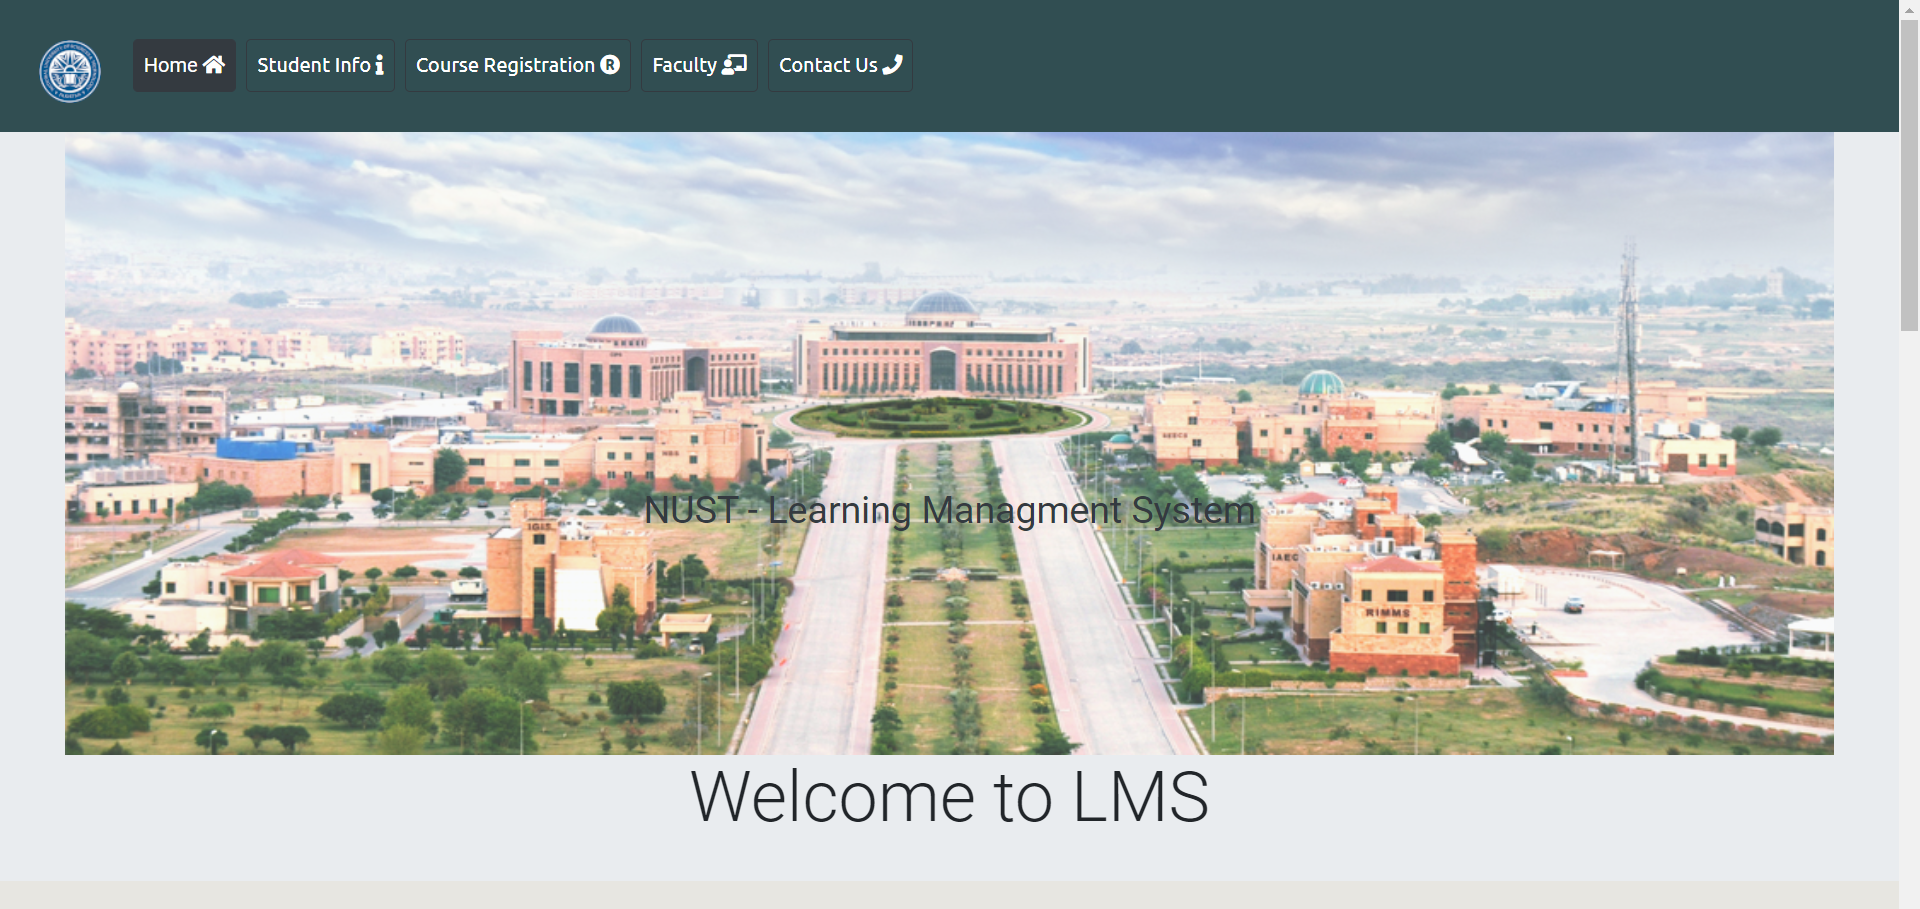 Home
Student Info
Course Registration
Faculty
Contact Us
NUST - Learning Managment System
IGIS
IAEC
RIMMS
Welcome to LMS